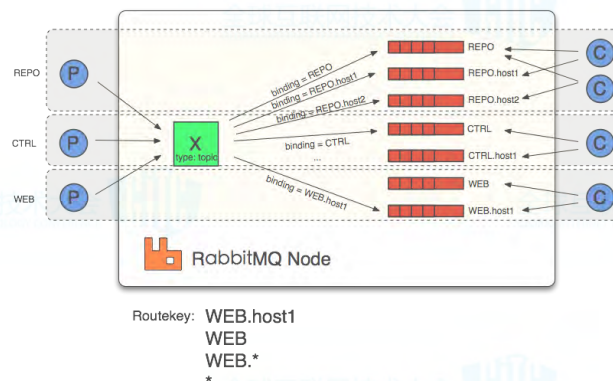 REPO
CTRL
WEB
P
P
P
X
type: topic
binding = REPO
binding = REPO.host1
binding = REPO.host2
binding = CTRL
...
binding = WEB.host1
REPO
REPO.host1
REPO.host2
CTRL
CTRL.host1
WEB
WEB.host1
C
C
C
C
RabbitMQ Node
Routekey: WEB.host1
WEB
WEB.*
*